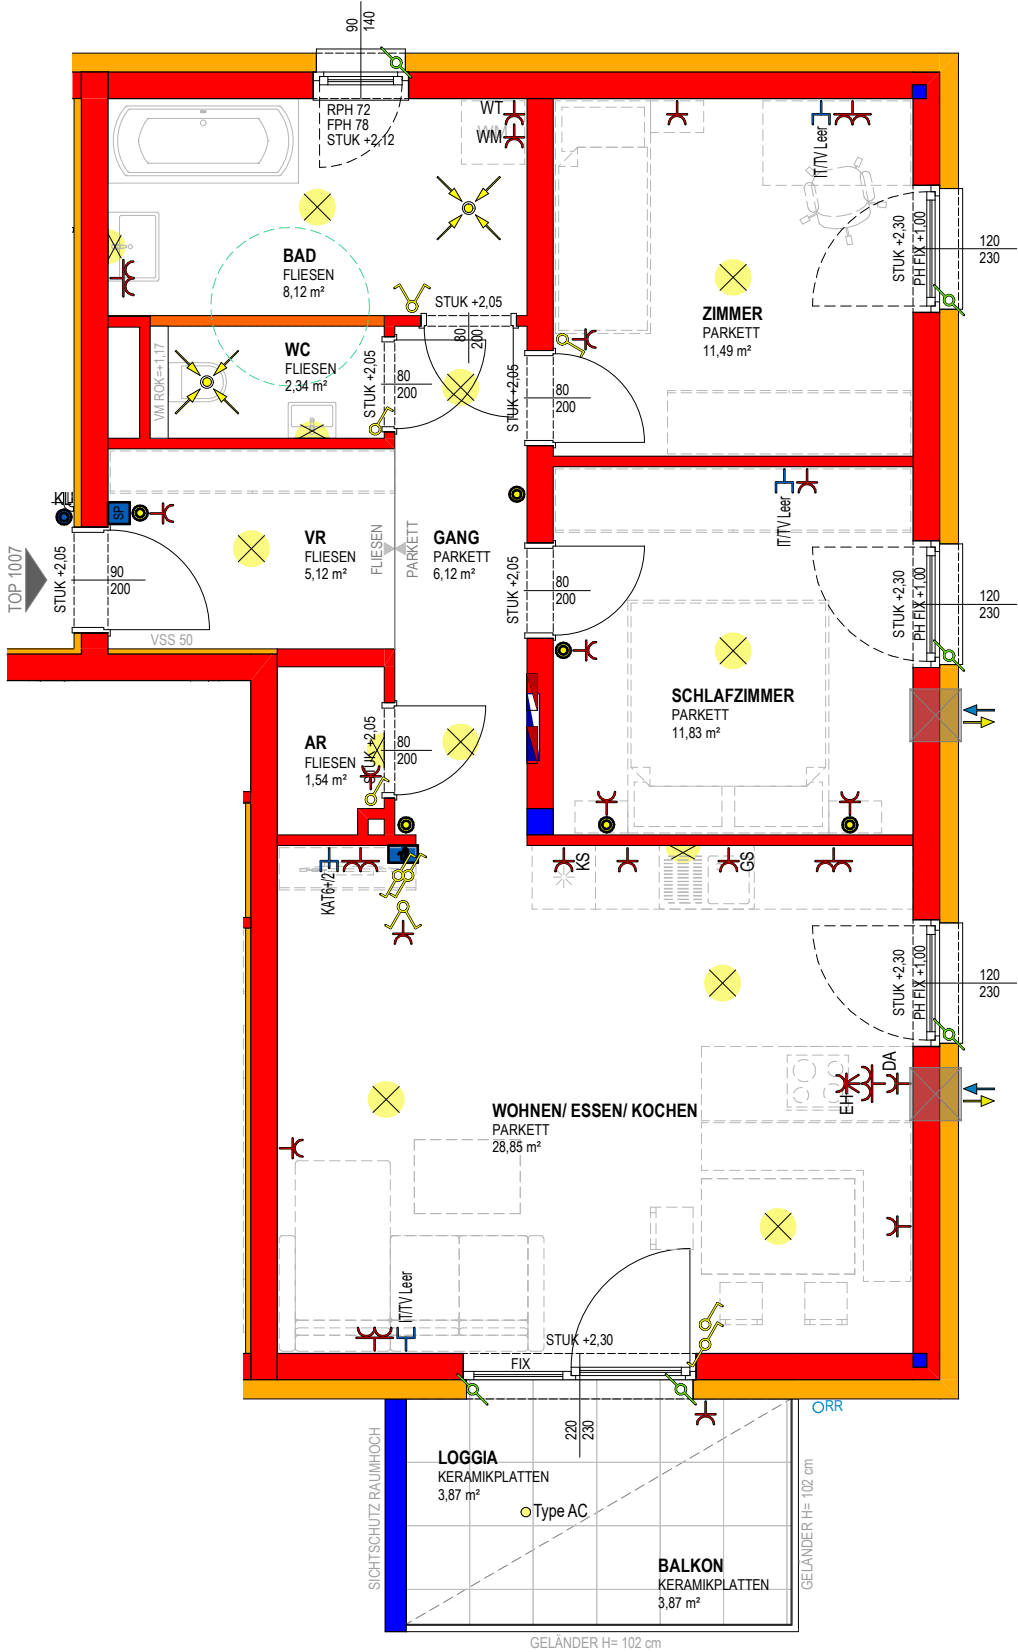 90
140
RPH 72
FPH 78
STUK +2,12
WT
WM
IT/TV Leer
BAD
FLIESEN
8,12 m²
STUK +2,05
80
200
ZIMMER
PARKETT
11,49 m²
STUK +2,30
PH FIX +1,00
120
230
VM ROK=+1,17
WC
FLIESEN
2,34 m²
STUK +2,05
80
200
STUK +2,05
80
200
SP
TOP 1007
STUK +2,05
90
200
VR
FLIESEN
5,12 m²
FLIESEN
PARKETT
GANG
PARKETT
6,12 m²
VSS 50
IT/TV Leer
STUK +2,05
80
200
STUK +2,30
PH FIX +1,00
120
230
SCHLAFZIMMER
PARKETT
11,83 m²
AR
FLIESEN
1,54 m²
STUK +2,05
80
200
KAT6+/2
KS
GS
STUK +2,30
PH FIX +1,00
120
230
EH
DA
WOHNEN/ ESSEN/ KOCHEN
PARKETT
28,85 m²
IT/TV Leer
STUK +2,30
FIX
220
230
RR
SICHTSCHUTZ RAUMHOCH
LOGGIA
KERAMIKPLATTEN
3,87 m²
Type AC
BALKON
KERAMIKPLATTEN
3,87 m²
GELÄNDER H= 102 cm
GELÄNDER H= 102 cm